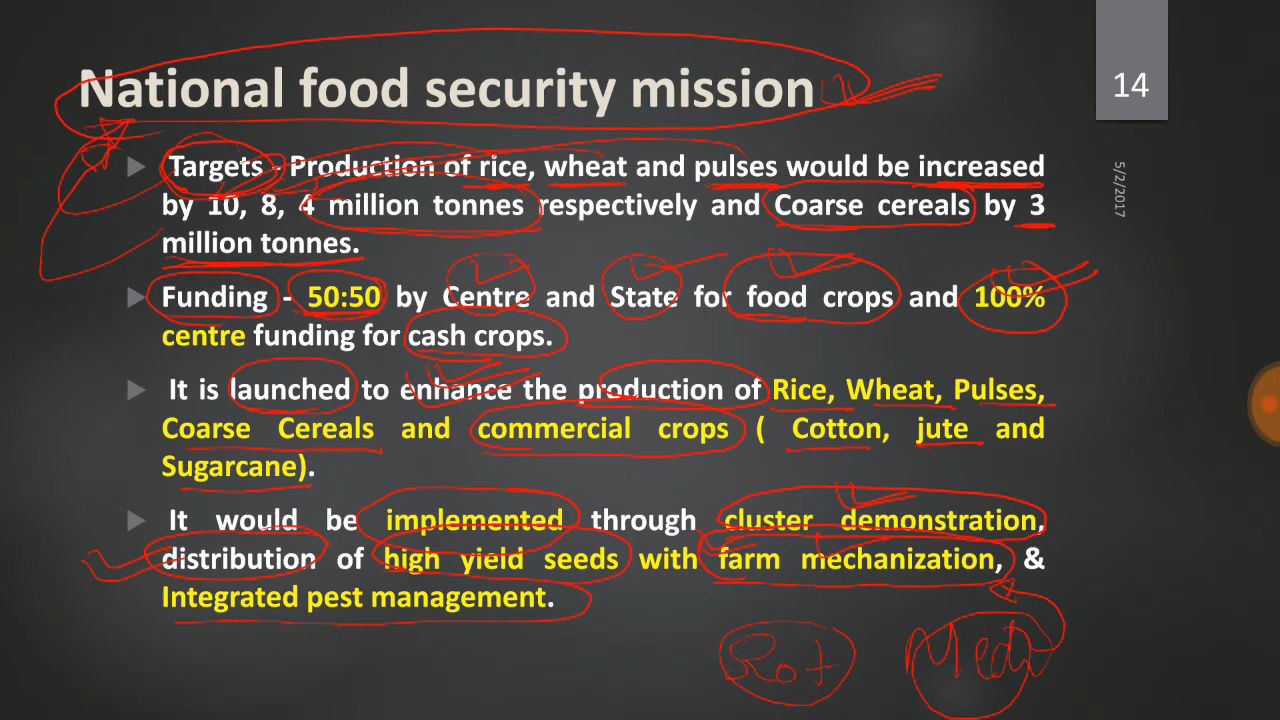 National food security mission
14
Targets - Production of rice, wheat and pulses would be increased
by 10, 8, 4 million tonnes respectively and Coarse cereals by 3
million tonnes.
5/2/2017
Funding - 50:50 by Centre and State for food crops and 100%
centre funding for cash crops.
It is launched to enhance the production of Rice, Wheat, Pulses,
Coarse Cereals and commercial crops ( Cotton, jute and
Sugarcane).
It would be implemented through cluster demonstration,
distribution of high yield seeds with farm mechanization, &
Integrated pest management.